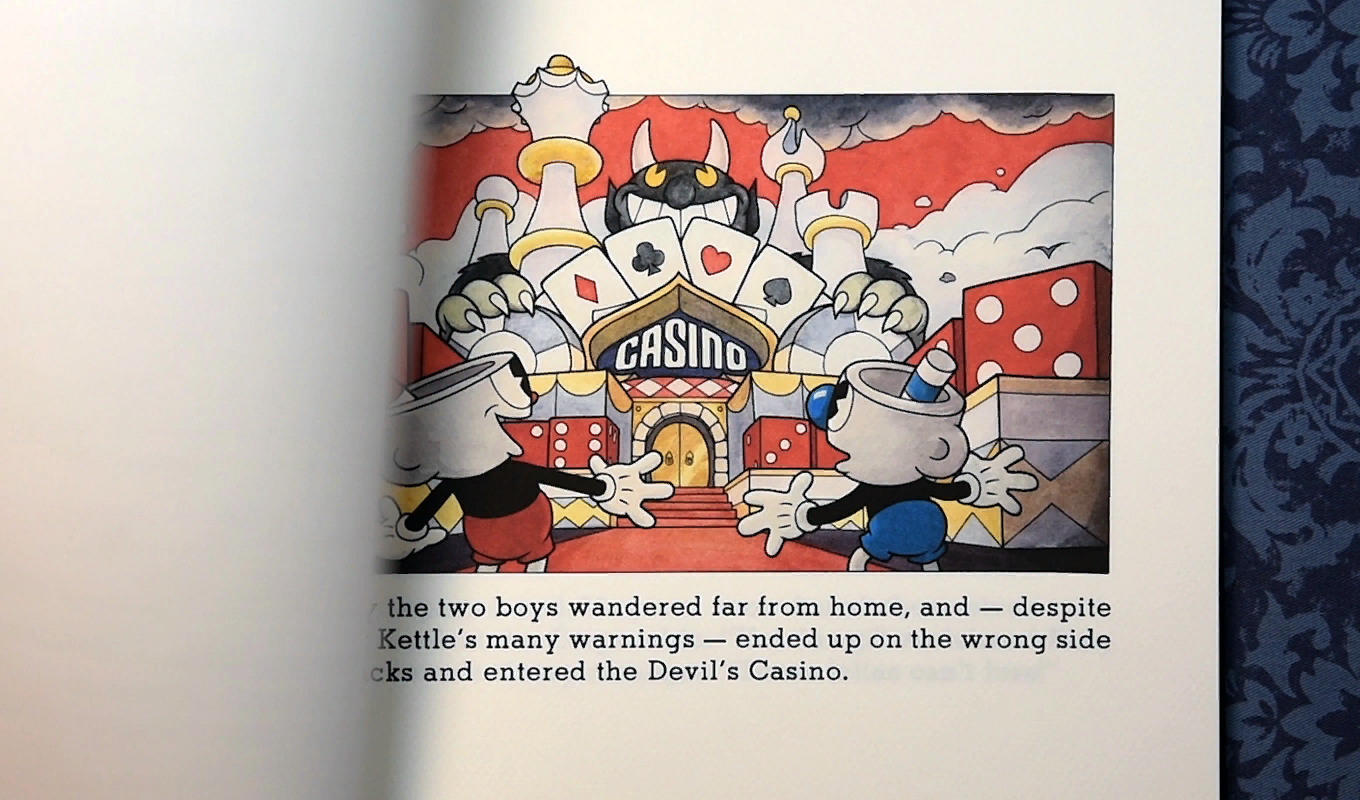 CASINO
the two boys wandered far from home, and — despite
Kettle's many warnings — ended up on the wrong side
and entered the Devil's Casino.